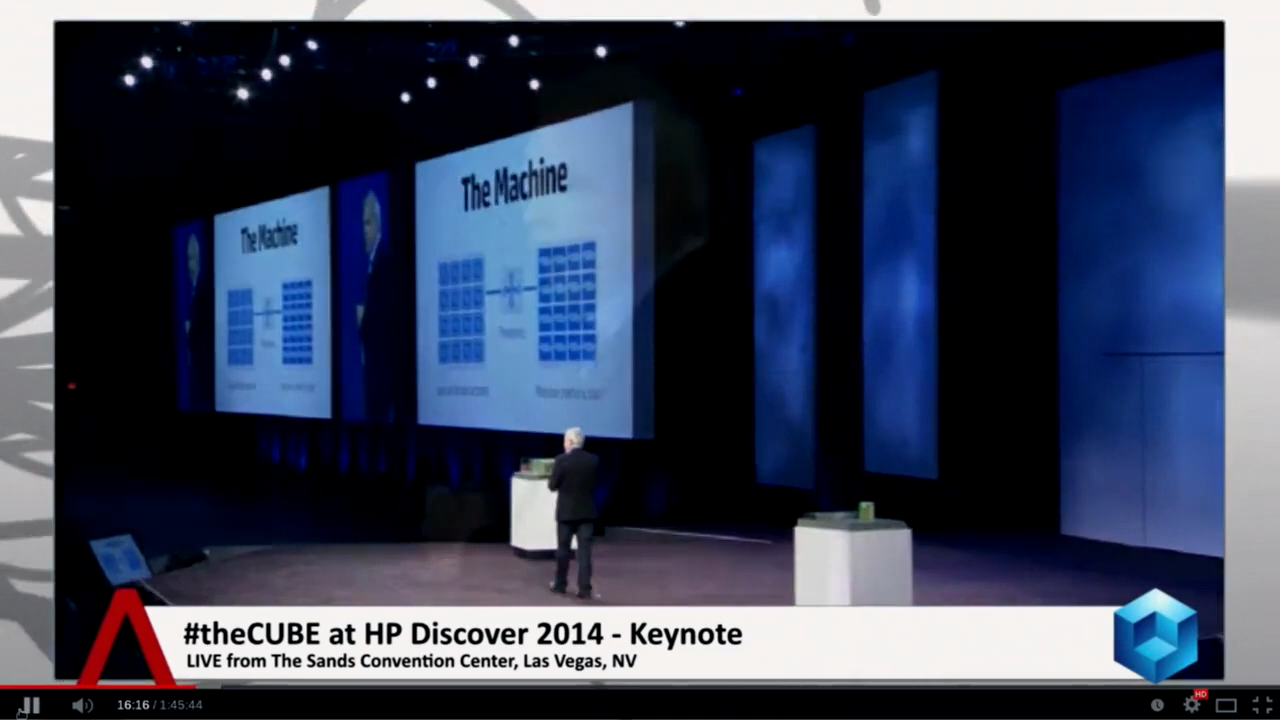 The Machine
The Machine
#theCUBE at HP Discover 2014 - Keynote
LIVE from The Sands Convention Center, Las Vegas, NV
16:16 / 1:45:44
HD